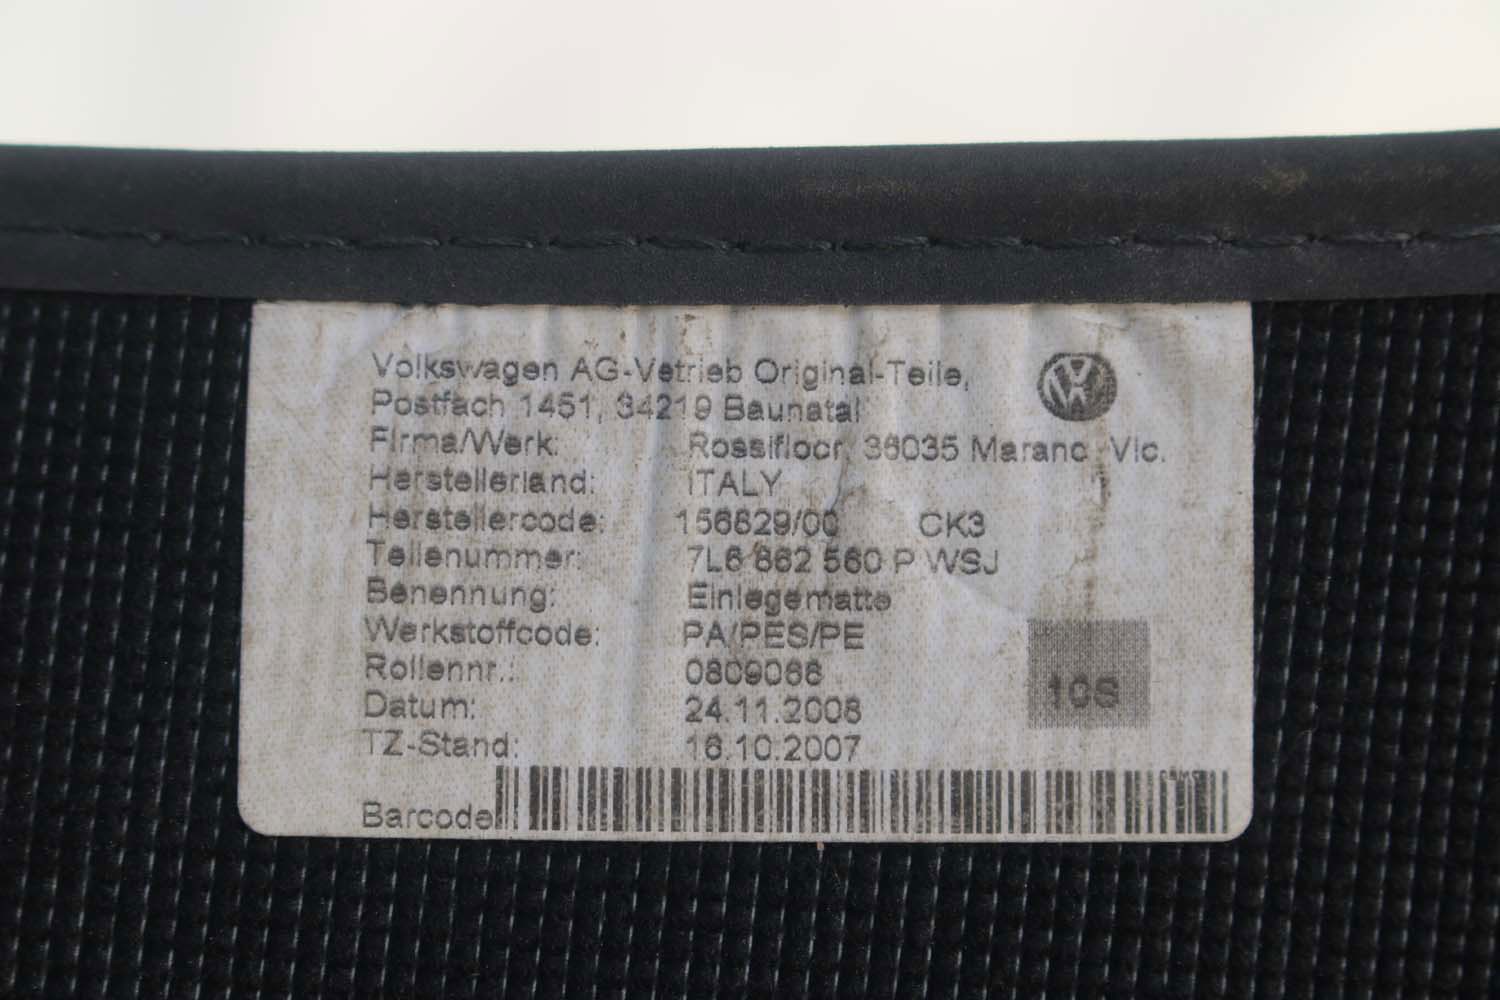 Volkswagen AG-Vetrieb Original-Teile,
Postfach 1451, 34219 Baunatal
Firma/Werk: Rossifloor, 36035 Marano Vic.
Herstellerland: ITALY
Herstellercode: 156629/00 CK3
Teilenummer: 7L6 862 560 P WSJ
Benennung: Einlegematte
Werkstoffcode: PA/PES/PE
Rollennr.: 0809066
Datum: 24.11.2008
10S
TZ-Stand: 16.10.2007
Barcode